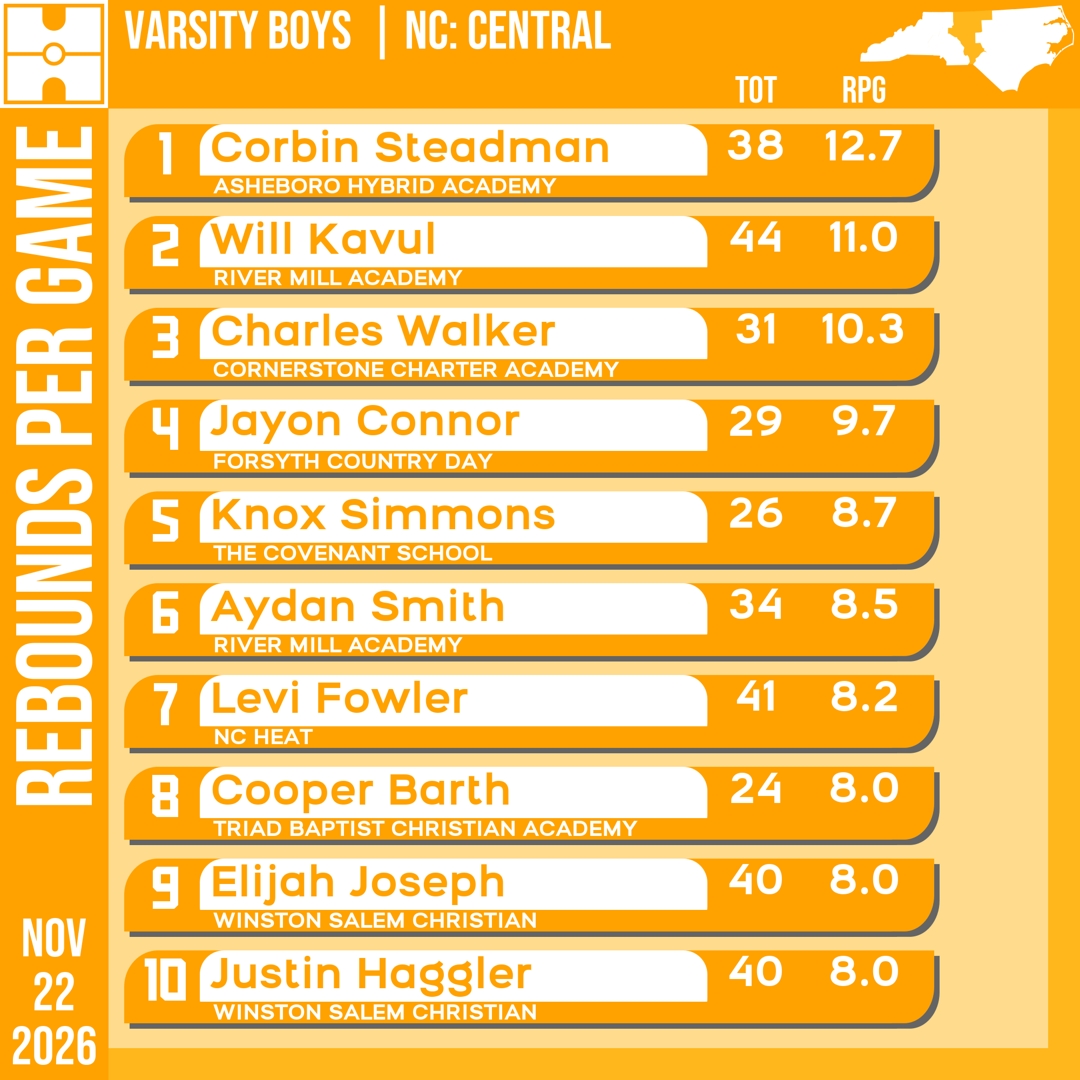 VARSITY BOYS | NC: CENTRAL
TOT RPG
REBOUNDS PER GAME
1 Corbin Steadman 38 12.7
ASHEBORO HYBRID ACADEMY
2 Will Kavul 44 11.0
RIVER MILL ACADEMY
3 Charles Walker 31 10.3
CORNERSTONE CHARTER ACADEMY
4 Jayon Connor 29 9.7
FORSYTH COUNTRY DAY
5 Knox Simmons 26 8.7
THE COVENANT SCHOOL
6 Aydan Smith 34 8.5
RIVER MILL ACADEMY
7 Levi Fowler 41 8.2
NC HEAT
8 Cooper Barth 24 8.0
TRIAD BAPTIST CHRISTIAN ACADEMY
9 Elijah Joseph 40 8.0
WINSTON SALEM CHRISTIAN
10 Justin Haggler 40 8.0
WINSTON SALEM CHRISTIAN
NOV
22
2026